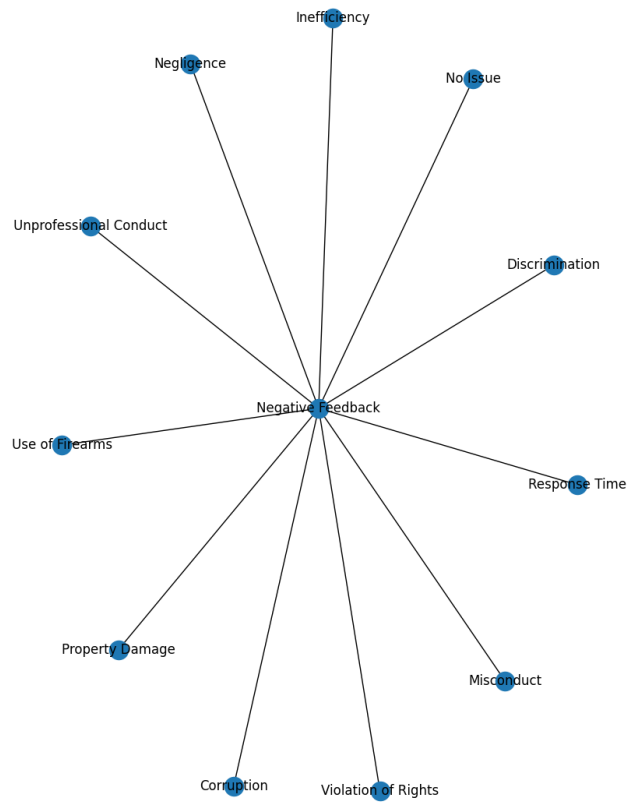 Inefficiency
Negligence
No Issue
Unprofessional Conduct
Discrimination
Negative Feedback
Use of Firearms
Response Time
Property Damage
Misconduct
Corruption
Violation of Rights